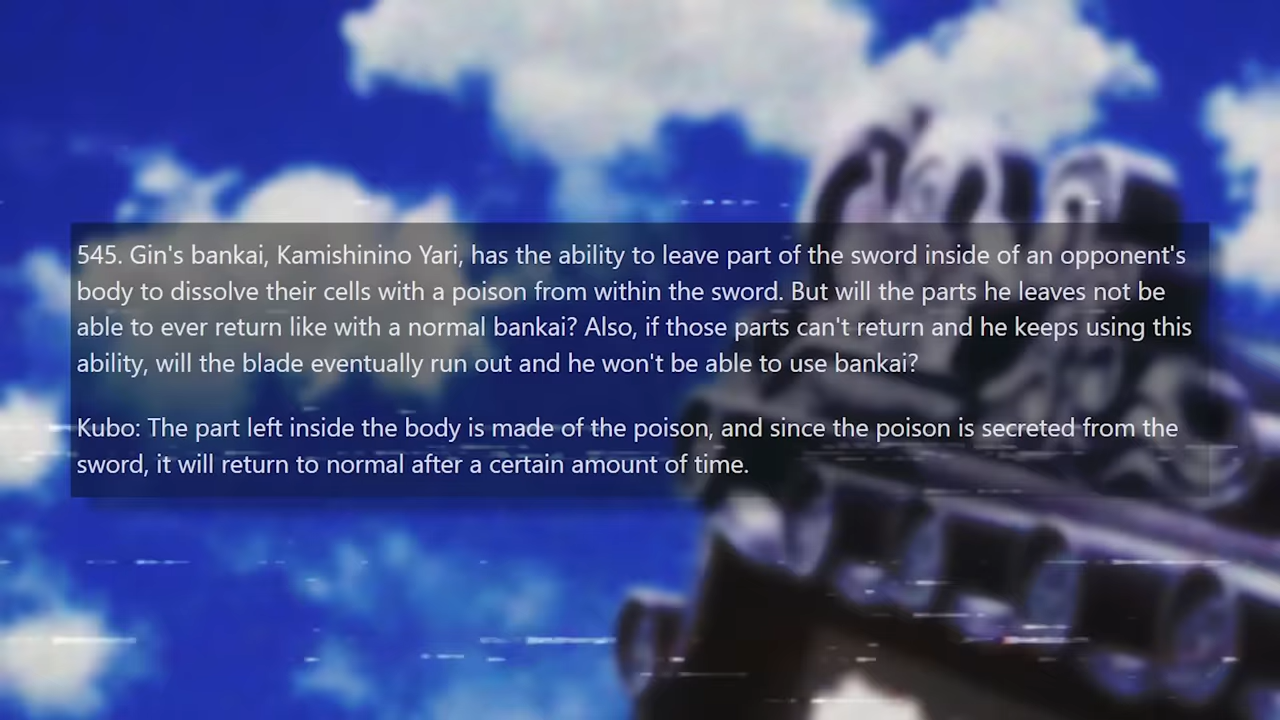 545. Gin's bankai, Kamishinino Yari, has the ability to leave part of the sword inside of an opponent's
body to dissolve their cells with a poison from within the sword. But will the parts he leaves not be
able to ever return like with a normal bankai? Also, if those parts can't return and he keeps using this
ability, will the blade eventually run out and he won't be able to use bankai?
Kubo: The part left inside the body is made of the poison, and since the poison is secreted from the
sword, it will return to normal after a certain amount of time.